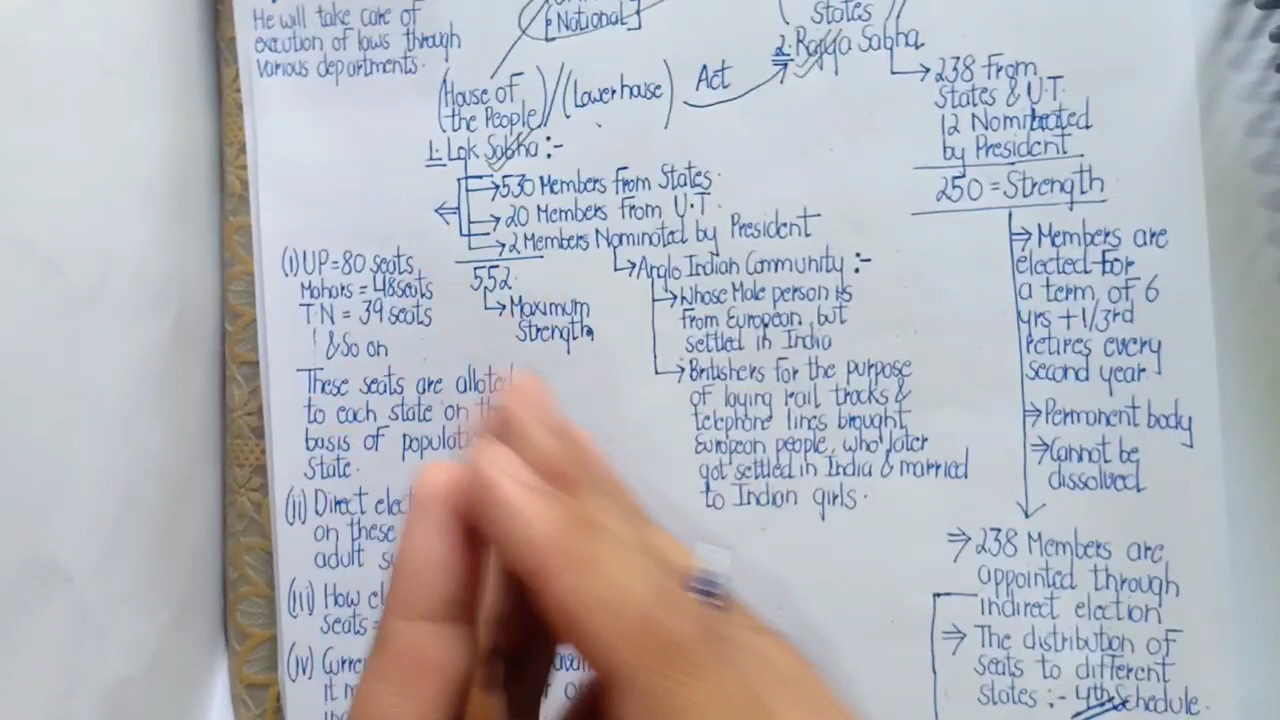 He will take care of
execution of laws through
various departments.
[National]
(House of
the People)/(Lower house)
Act
1. Lok Sabha :-
530 Members from States.
20 Members from U.T.
2 Members Nominated by President
552.
Maximum
Strength
Anglo Indian Community :-
Whose Male person is
from European, but
settled in India
Britishers for the purpose
of laying rail tracks &
telephone lines brought
European people, who later
got settled in India & married
to Indian girls.
(i) UP = 80 seats
Mahars = 48 seats
T.N = 39 seats
& So on
These seats are alloted
to each state on
basis of
State.
(ii) Direct
on these
adult
(iii) How
seats =
(iv)
it
States
2. Rajya Sabha
238 from
States & U.T.
12 Nominated
by President
250 = Strength
⇒ Members are
elected for
a term of 6
yrs + 1/3rd
retires every
second year.
⇒ Permanent body
⇒ Cannot be
dissolved
⇒ 238 Members are
appointed through
indirect election
⇒ The distribution of
seats to different
states :- 4th Schedule.